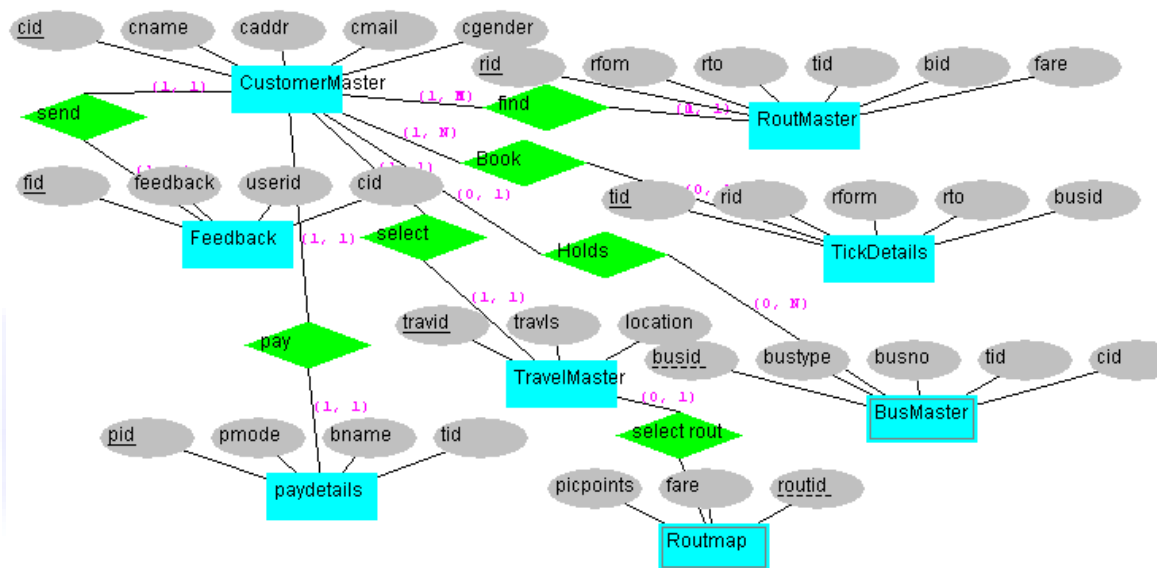 cid
cname
caddr
cmail
cgender
CustomerMaster
rid
rfom
rto
tid
bid
fare
RoutMaster
(1, 1)
send
find
(1, N)
Book
fid
feedback
userid
cid
Feedback
(0, 1)
tid
rid
rform
rto
busid
TickDetails
(1, 1)
select
Holds
(1, 1)
(0, N)
pay
travid
travls
location
TravelMaster
busid
bustype
busno
tid
cid
BusMaster
(0, 1)
select rout
(1, 1)
pid
pmode
bname
tid
paydetails
picpoints
fare
routid
Routmap